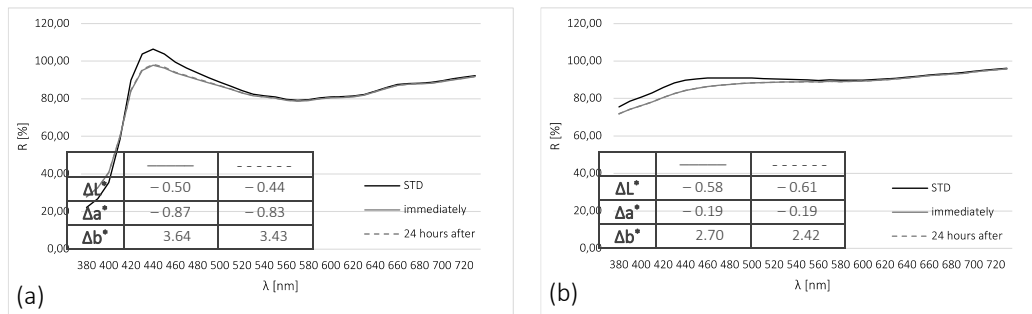 120,00
100,00
80,00
60,00
40,00
20,00
0,00
R [%]
ΔL* −0.50 −0.44
Δa* −0.87 −0.83
Δb* 3.64 3.43
STD
immediately
24 hours after
380 400 420 440 460 480 500 520 540 560 580 600 620 640 660 680 700 720
λ [nm]
(a)
120,00
100,00
80,00
60,00
40,00
20,00
0,00
R [%]
ΔL* −0.58 −0.61
Δa* −0.19 −0.19
Δb* 2.70 2.42
STD
immediately
24 hours after
380 400 420 440 460 480 500 520 540 560 580 600 620 640 660 680 700 720
λ [nm]
(b)